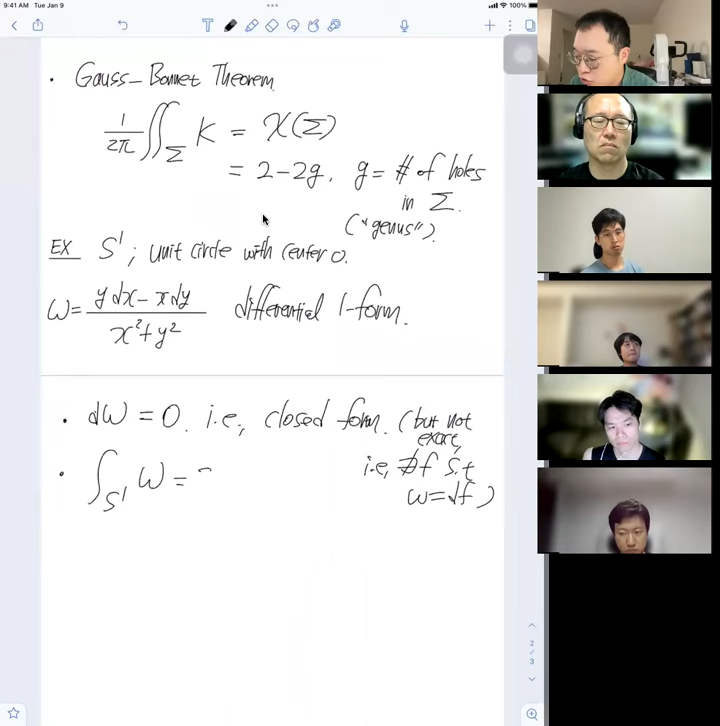 9:41 AM Tue Jan 9
100%
• Gauss-Bonnet Theorem
1/2π ∬_Σ K = χ(Σ)
= 2-2g, g = # of holes
in Σ.
("genus").
EX S¹; unit circle with center 0.
ω = (y dx - x dy)/(x² + y²) differential 1-form.
• dω = 0. i.e., closed form. (but not
exact,
i.e, ∄f s.t
ω = df)
• ∫_S¹ ω = -
2
/
3